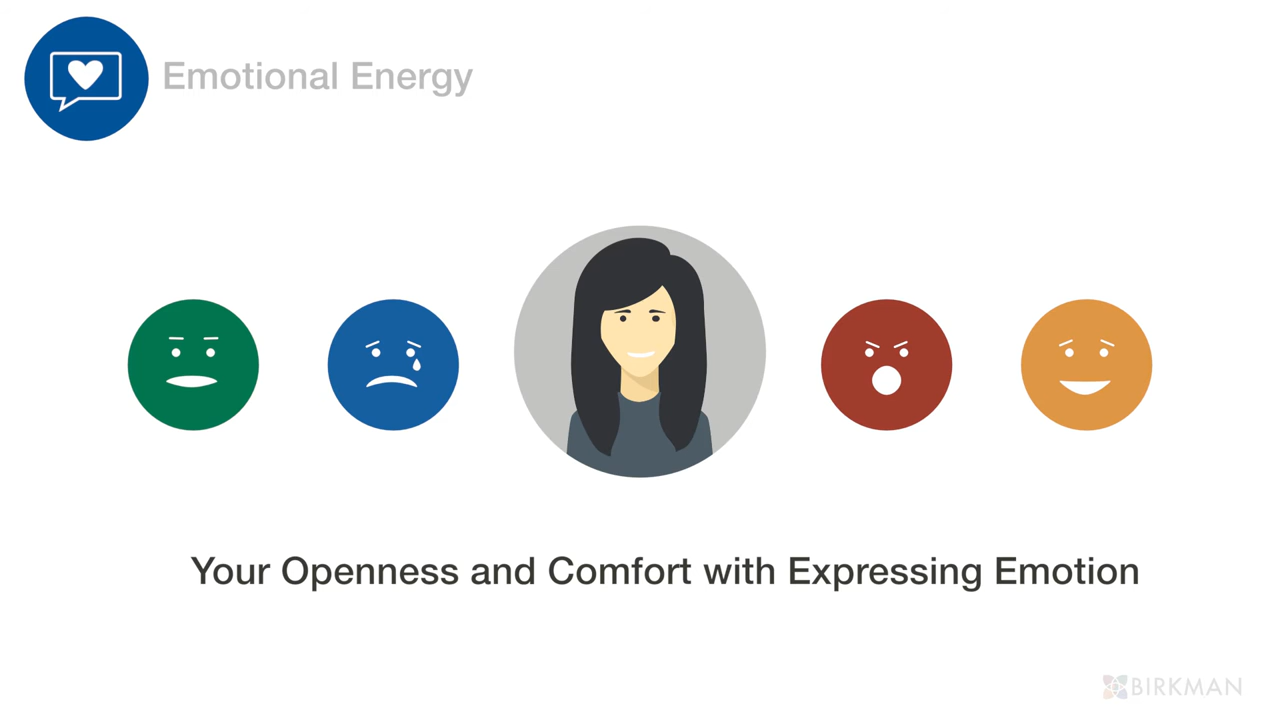 Emotional Energy
Your Openness and Comfort with Expressing Emotion
BIRKMAN